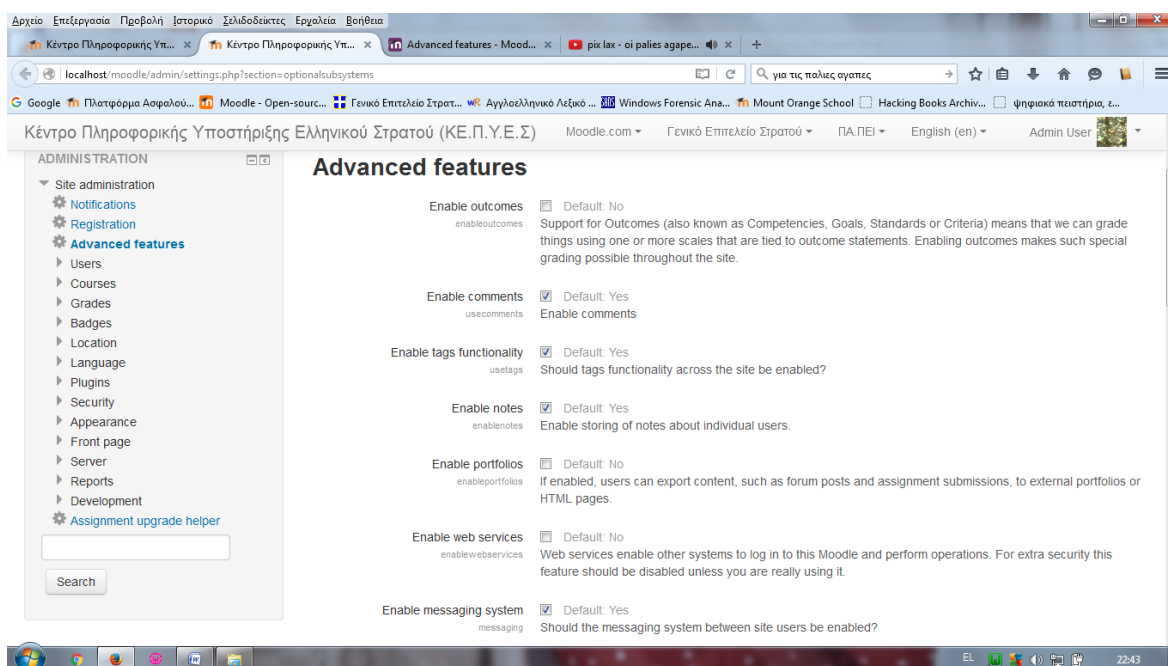 Αρχείο Επεξεργασία Προβολή Ιστορικό Σελιδοδείκτες Εργαλεία Βοήθεια
Κέντρο Πληροφορικής Υπ... × Κέντρο Πληροφορικής Υπ... × Advanced features - Mood... × pix lax - oi palies agape... × +
localhost/moodle/admin/settings.php?section=optionalsubsystems για τις παλιες αγαπες
Google Πλατφόρμα Ασφαλού... Moodle - Open-sourc... Γενικό Επιτελείο Στρατ... Αγγλοελληνικό Λεξικό ... Windows Forensic Ana... Mount Orange School Hacking Books Archiv... ψηφιακά πειστήρια, ε...
Κέντρο Πληροφορικής Υποστήριξης Ελληνικού Στρατού (ΚΕ.Π.Υ.Ε.Σ) Moodle.com Γενικό Επιτελείο Στρατού ΠΑ.ΠΕΙ English (en) Admin User
ADMINISTRATION
Site administration
Notifications
Registration
Advanced features
Users
Courses
Grades
Badges
Location
Language
Plugins
Security
Appearance
Front page
Server
Reports
Development
Assignment upgrade helper
Search
Advanced features
Enable outcomes Default: No
enableoutcomes Support for Outcomes (also known as Competencies, Goals, Standards or Criteria) means that we can grade
things using one or more scales that are tied to outcome statements. Enabling outcomes makes such special
grading possible throughout the site.
Enable comments Default: Yes
usecomments Enable comments
Enable tags functionality Default: Yes
usetags Should tags functionality across the site be enabled?
Enable notes Default: Yes
enablenotes Enable storing of notes about individual users.
Enable portfolios Default: No
enableportfolios If enabled, users can export content, such as forum posts and assignment submissions, to external portfolios or
HTML pages.
Enable web services Default: No
enablewebservices Web services enable other systems to log in to this Moodle and perform operations. For extra security this
feature should be disabled unless you are really using it.
Enable messaging system Default: Yes
messaging Should the messaging system between site users be enabled?
EL 22:43